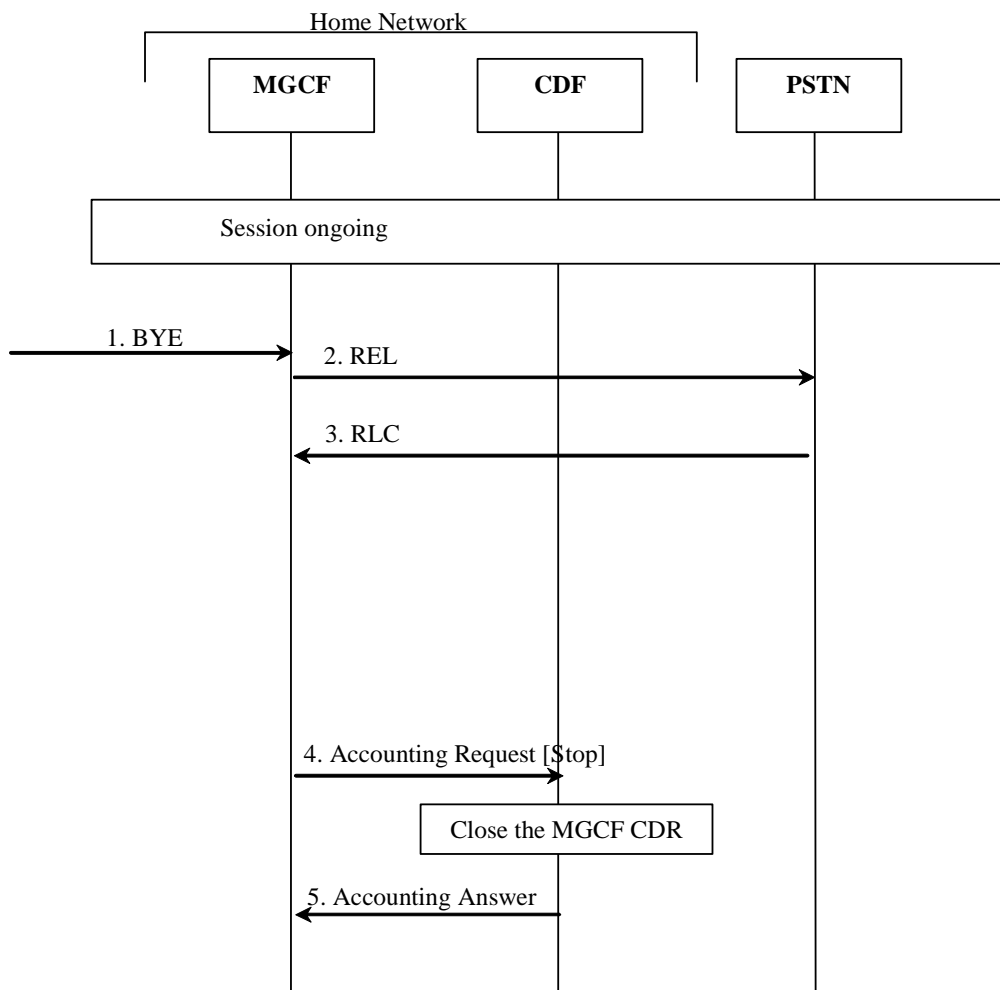 Home Network
MGCF
CDF
PSTN
Session ongoing
1. BYE
2. REL
3. RLC
4. Accounting Request [Stop]
Close the MGCF CDR
5. Accounting Answer